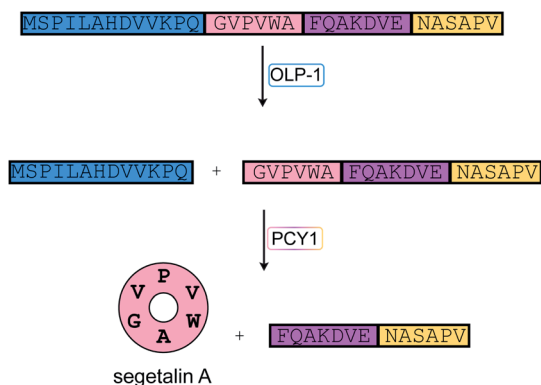 MSPILAHDVVKPQ GVPVWA FQAKDVE NASAPV
OLP-1
MSPILAHDVVKPQ + GVPVWA FQAKDVE NASAPV
PCY1
G V P V W A
+ FQAKDVE NASAPV
segetalin A